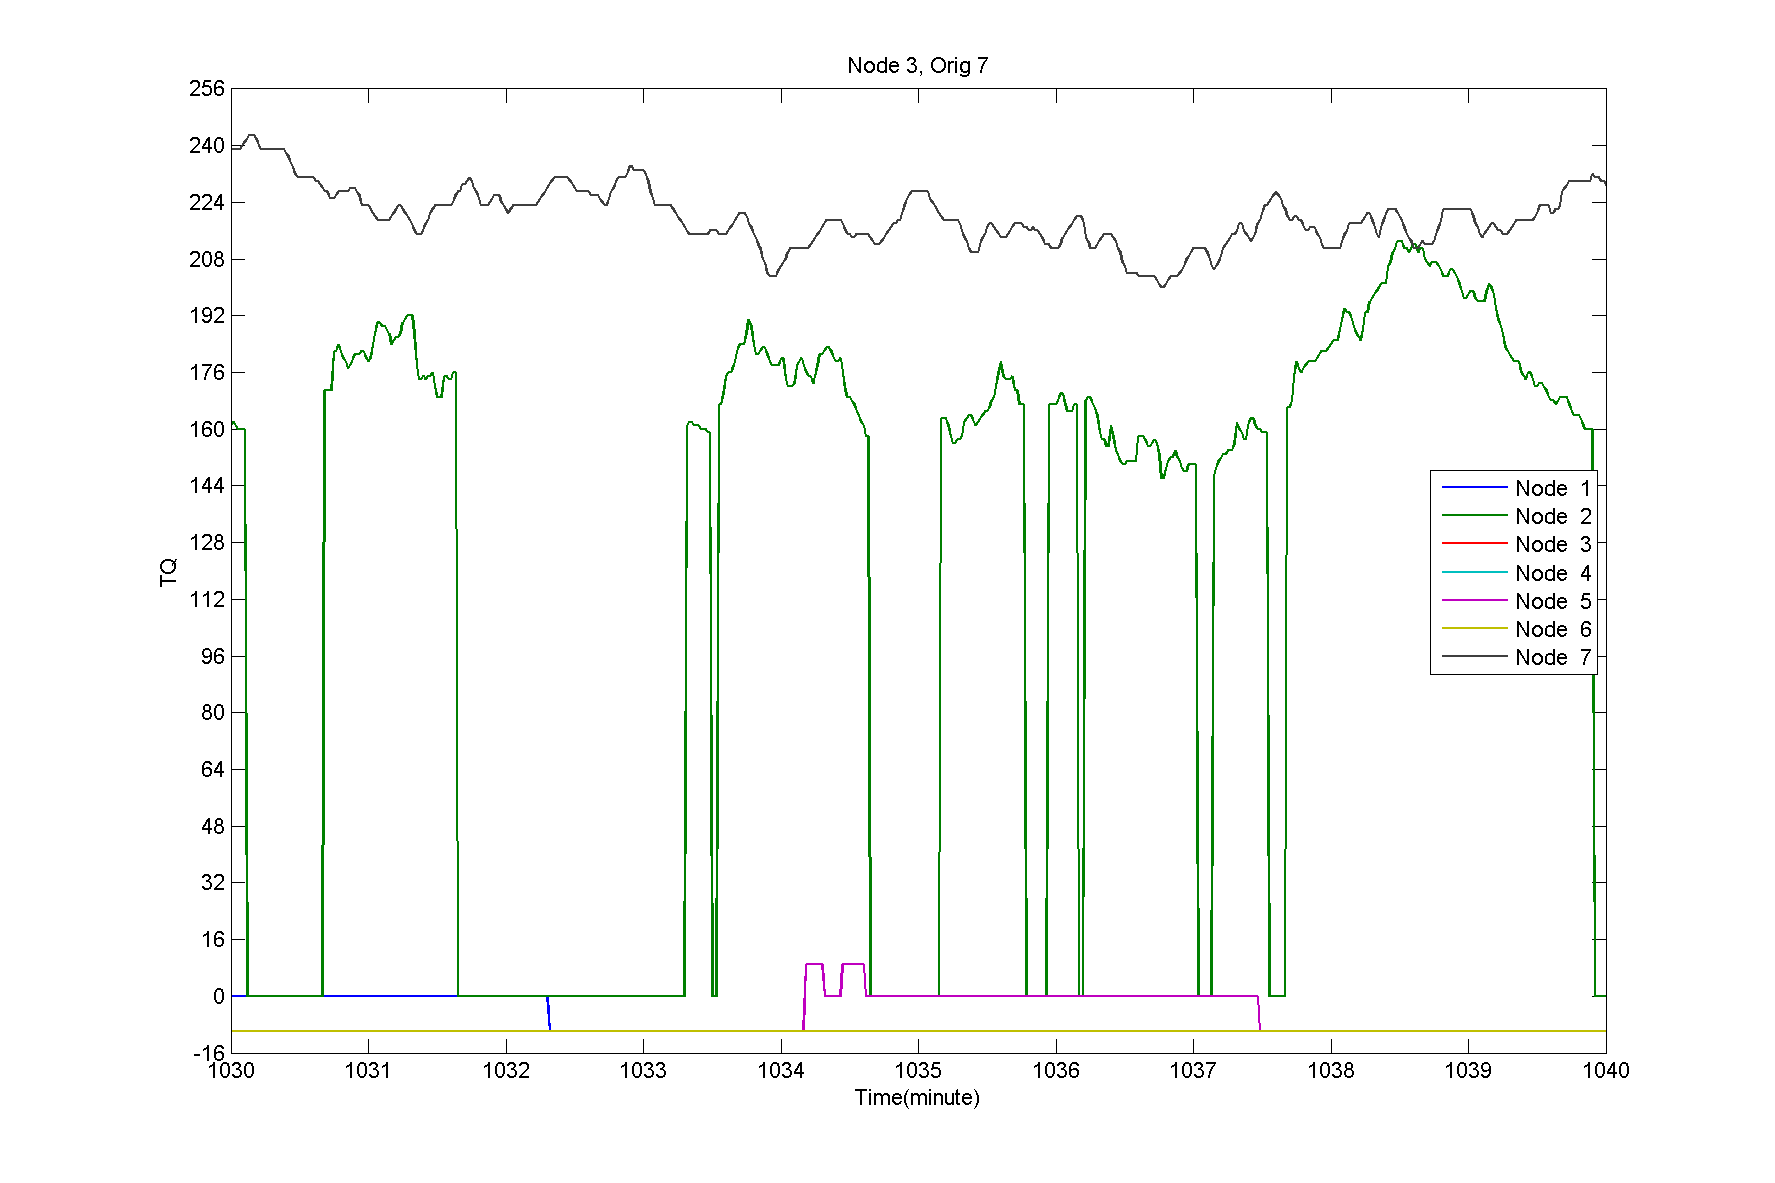 Node 3, Orig 7
256
240
224
208
192
176
160
144
128
112
96
80
64
48
32
16
0
-16
TQ
Node 1
Node 2
Node 3
Node 4
Node 5
Node 6
Node 7
1030 1031 1032 1033 1034 1035 1036 1037 1038 1039 1040
Time(minute)